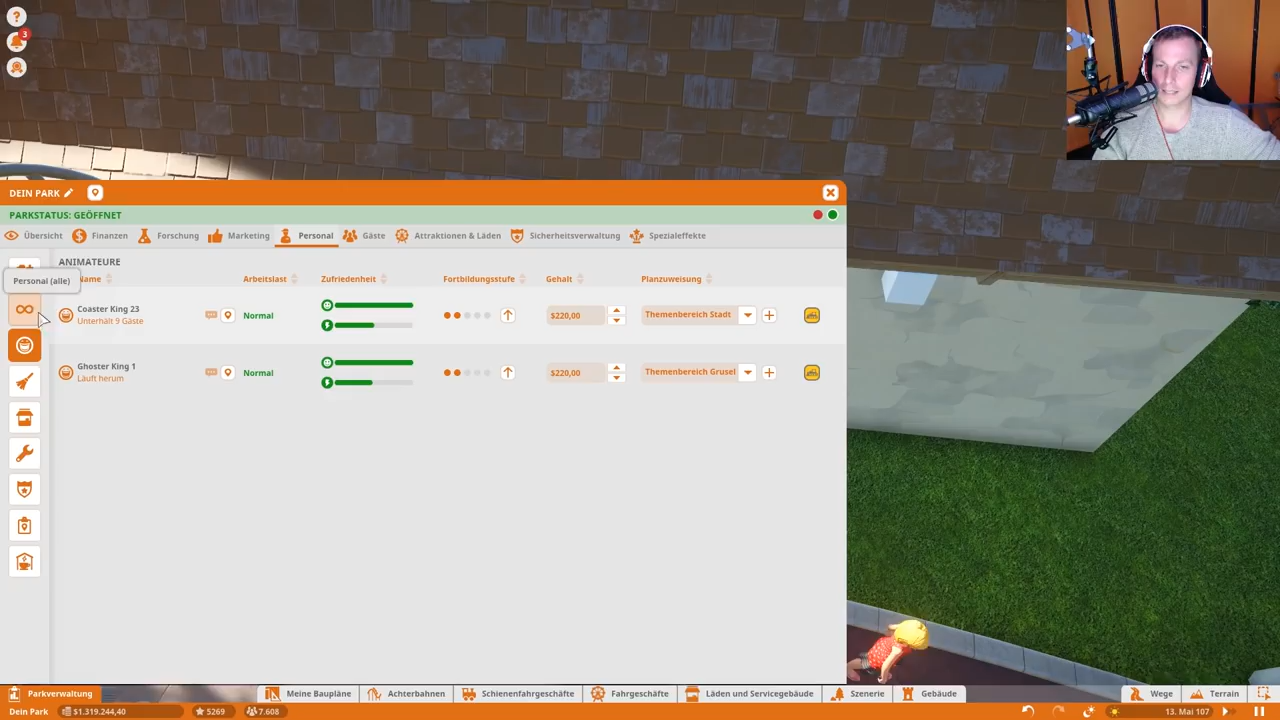 3
DEIN PARK
PARKSTATUS: GEÖFFNET
Übersicht Finanzen Forschung Marketing Personal Gäste Attraktionen & Läden Sicherheitsverwaltung Spezialeffekte
ANIMATEURE
Personal (alle)
Name Arbeitslast Zufriedenheit Fortbildungsstufe Gehalt Planzuweisung
Coaster King 23
Unterhält 9 Gäste
Normal
$220,00
Themenbereich Stadt
Ghoster King 1
Läuft herum
Normal
$220,00
Themenbereich Grusel
Parkverwaltung Meine Baupläne Achterbahnen Schienenfahrgeschäfte Fahrgeschäfte Läden und Servicegebäude Szenerie Gebäude Wege Terrain
Dein Park $1.319.244,40 5269 7.608 13. Mai 107